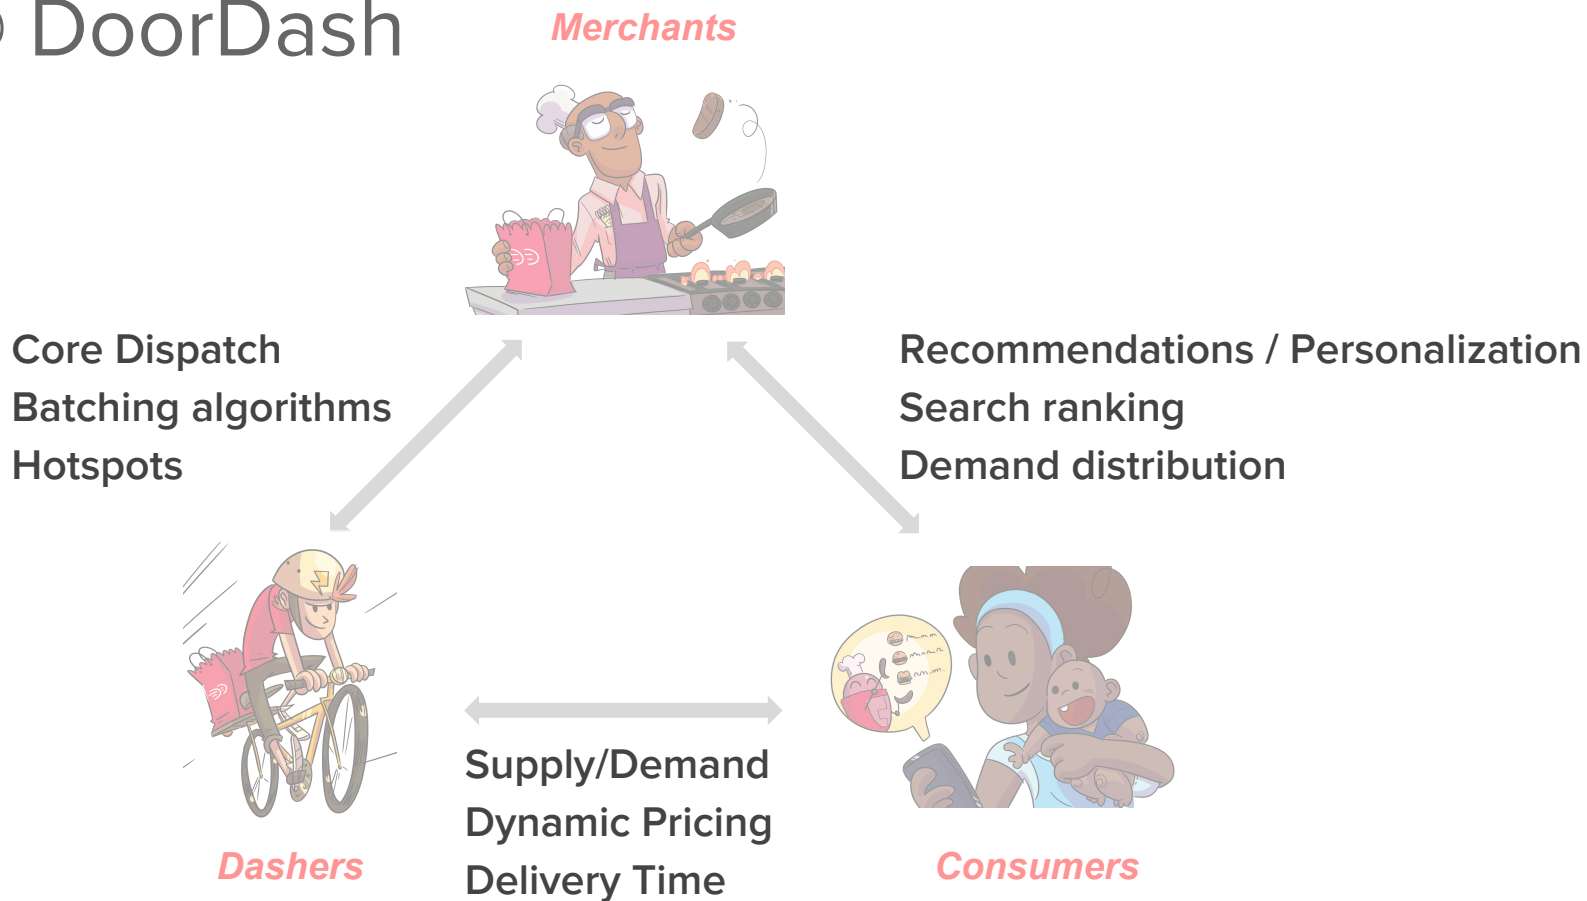 DoorDash
Merchants
Core Dispatch
Batching algorithms
Hotspots
Recommendations / Personalization
Search ranking
Demand distribution
Supply/Demand
Dynamic Pricing
Delivery Time
Dashers
Consumers